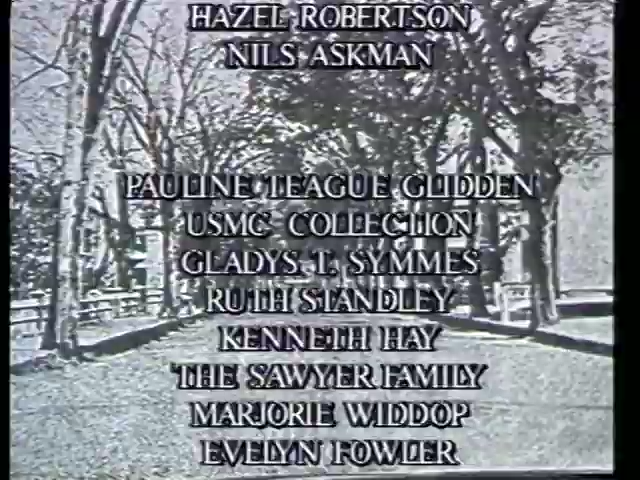 HAZEL ROBERTSON
NILS ASKMAN
PAULINE TEAGUE GLIDDEN
USMC COLLECTION
GLADYS T. SYMMES
RUTH STANDLEY
KENNETH HAY
THE SAWYER FAMILY
MARJORIE WIDDOP
EVELYN FOWLER